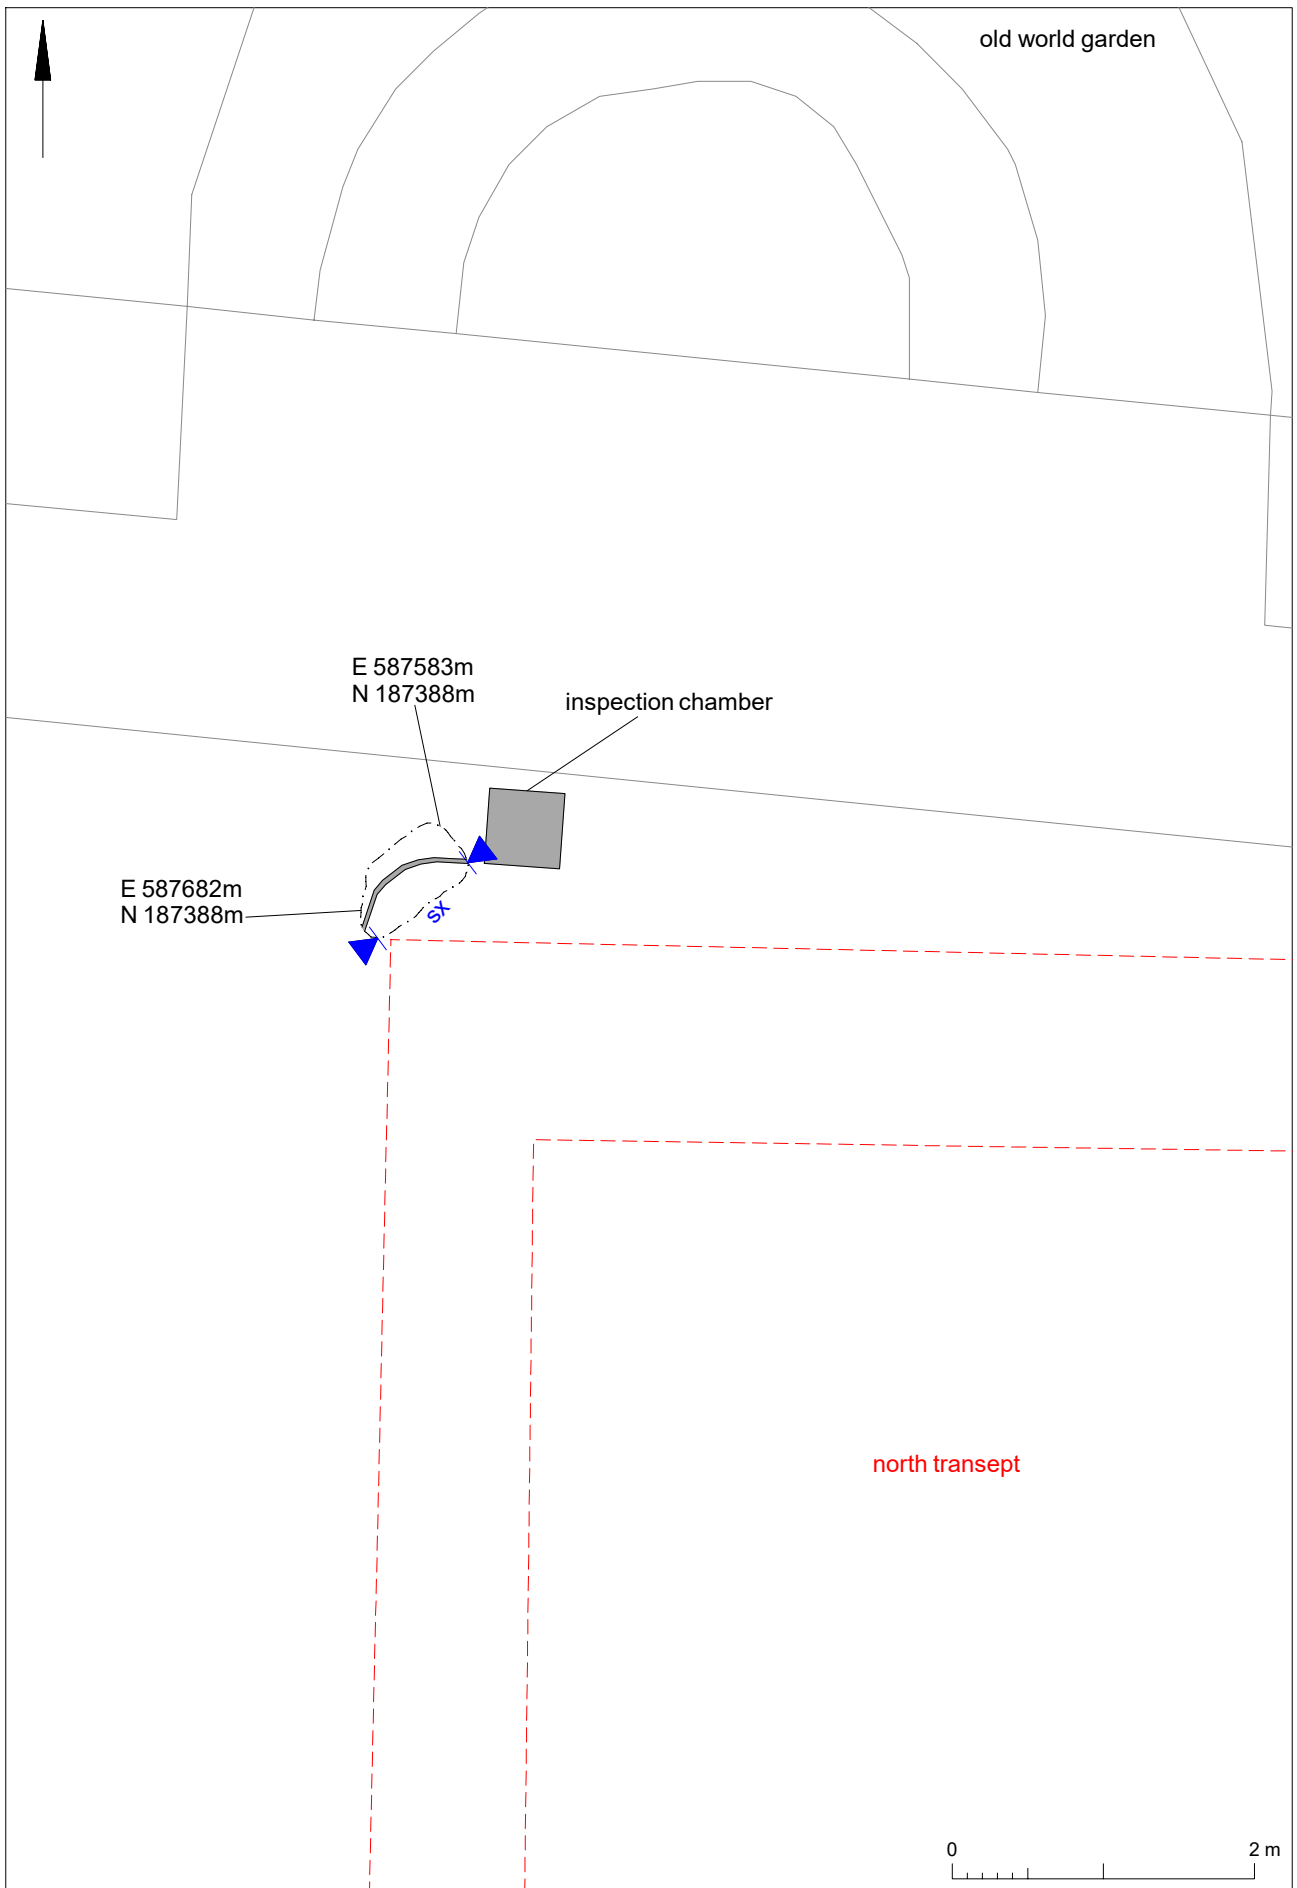 old world garden
E 587583m
N 187388m
inspection chamber
E 587682m
N 187388m
sx
north transept
0 2 m